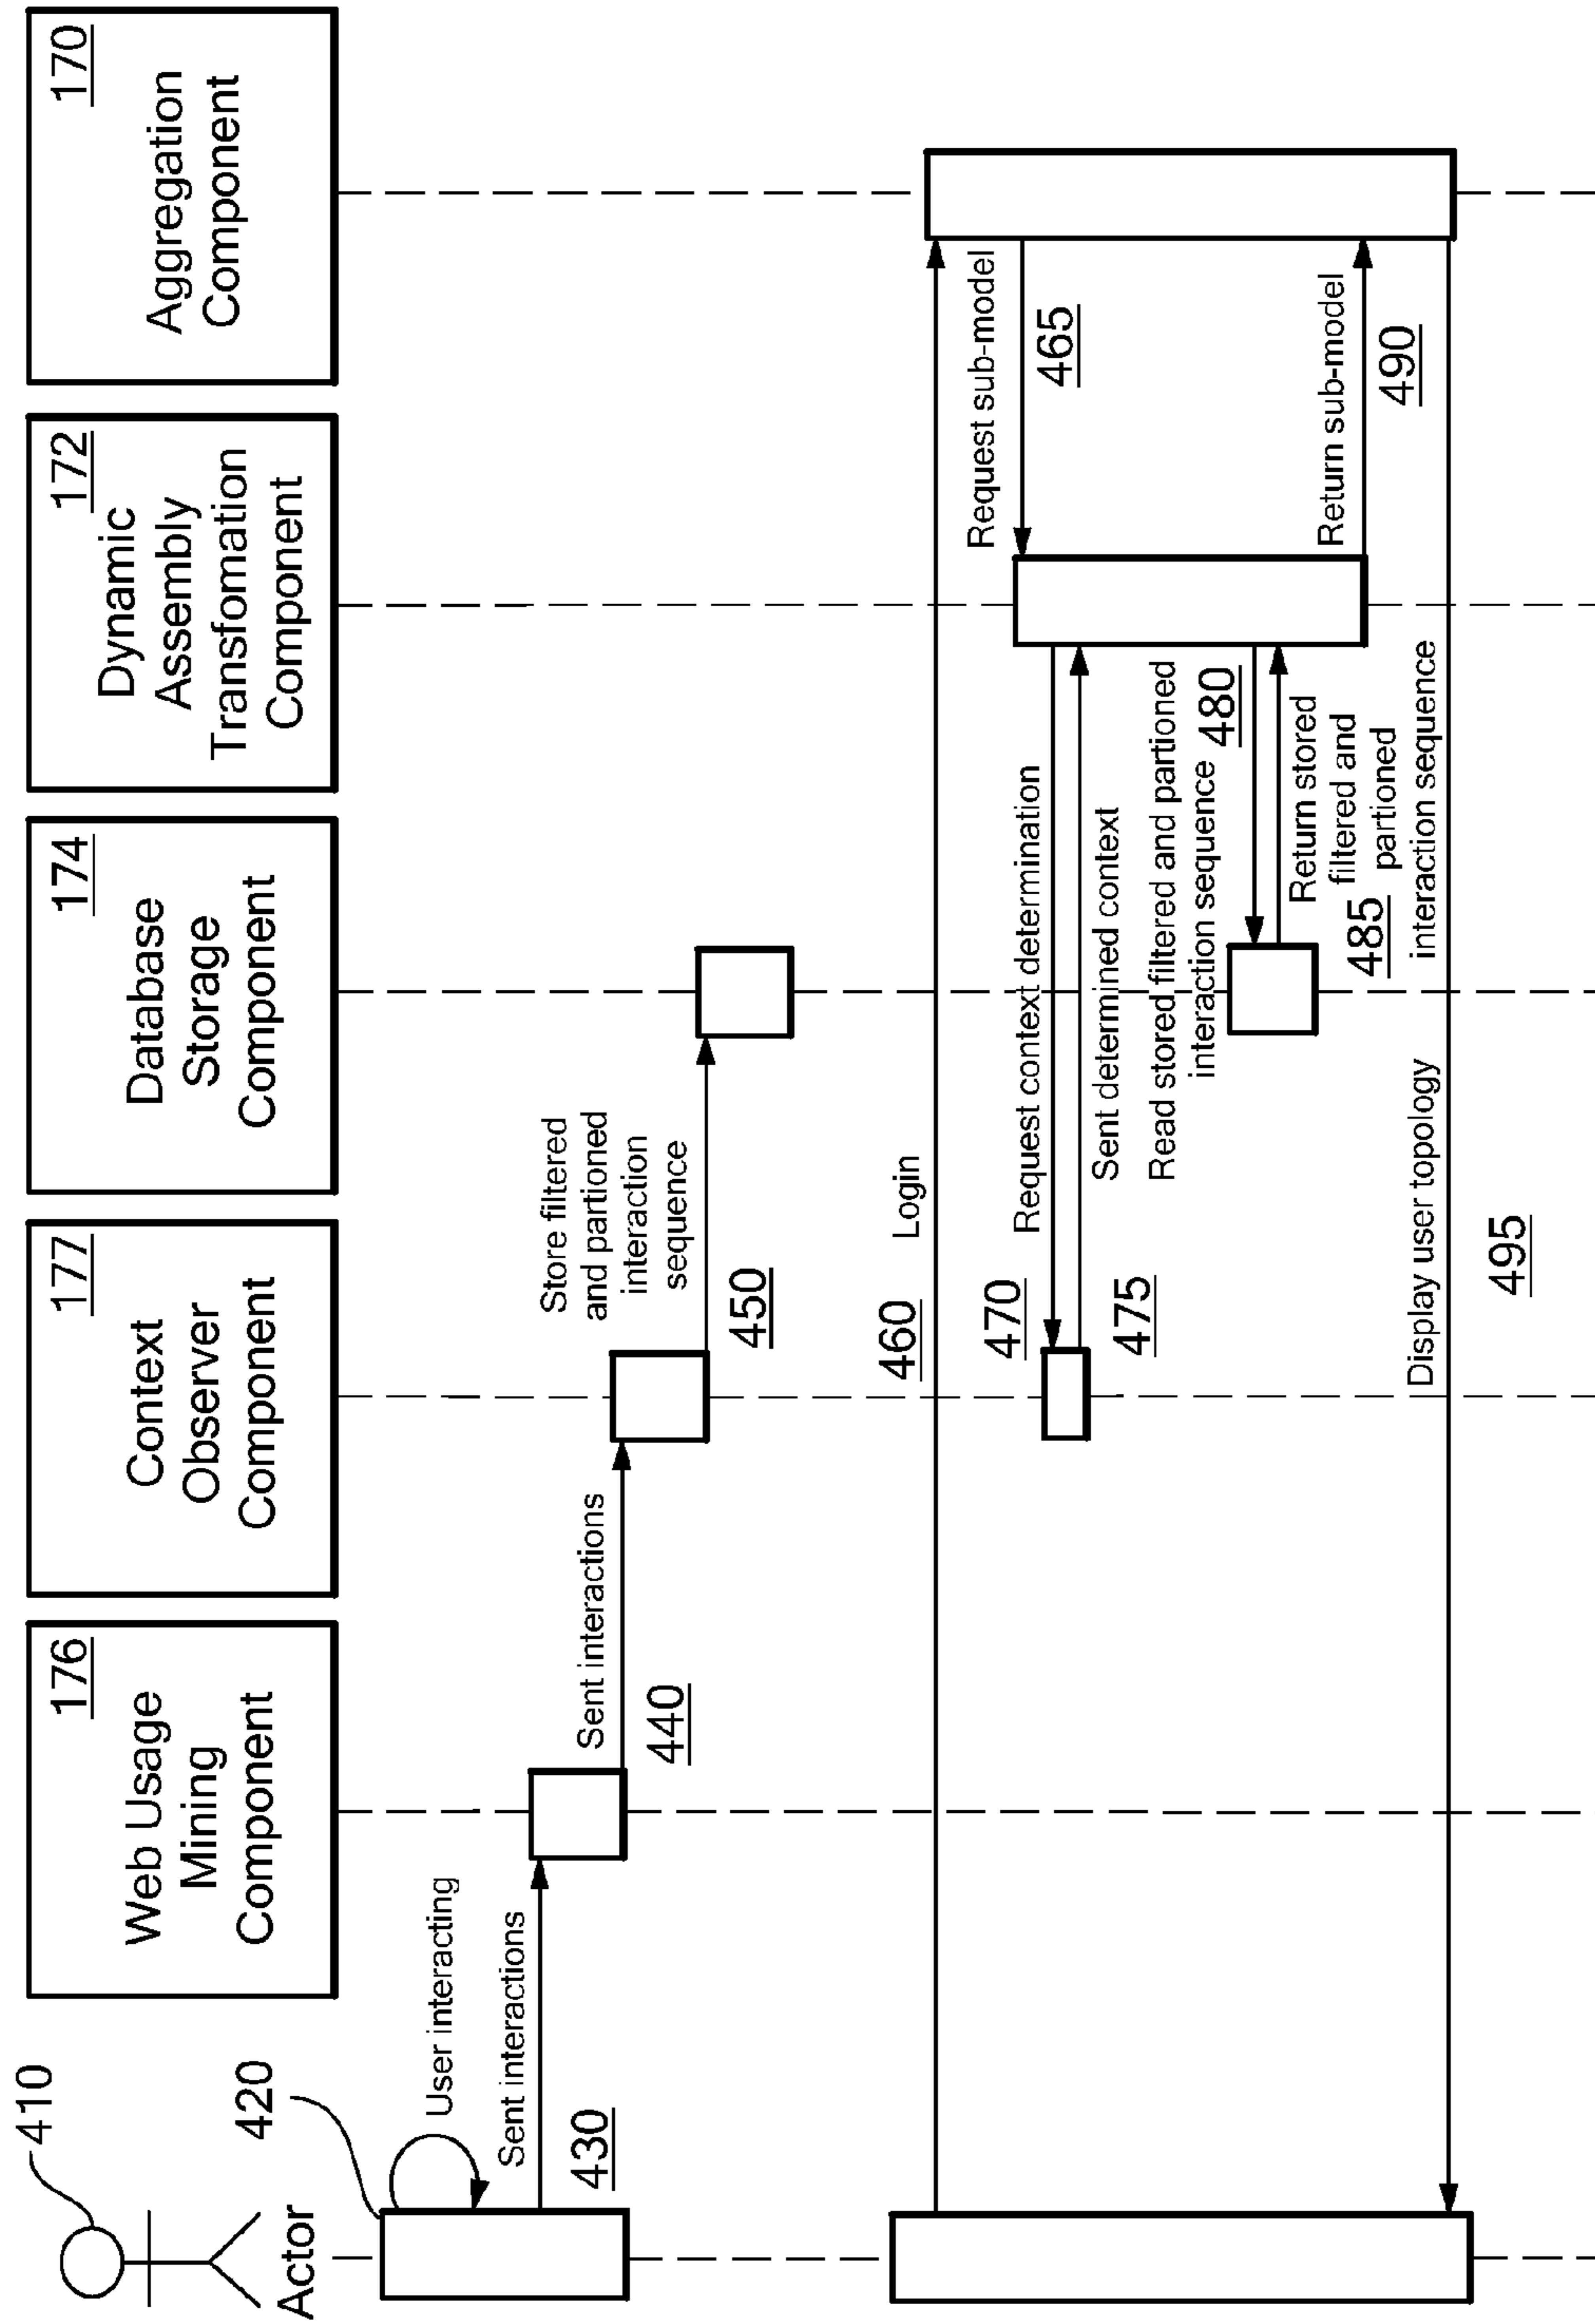 410
Actor
176
Web Usage
Mining
Component
177
Context
Observer
Component
174
Database
Storage
Component
172
Dynamic
Assembly
Transfomation
Component
170
Aggregation
Component
420
User interacting
Sent interactions
430
Sent interactions
440
Store filtered
and partioned
interaction
sequence
450
460
Login
Request sub-model
465
470
Request context determination
475
Sent determined context
Read stored filtered and partioned
interaction sequence
480
Return stored
filtered and
partioned
interaction sequence
485
Return sub-model
490
Display user topology
495